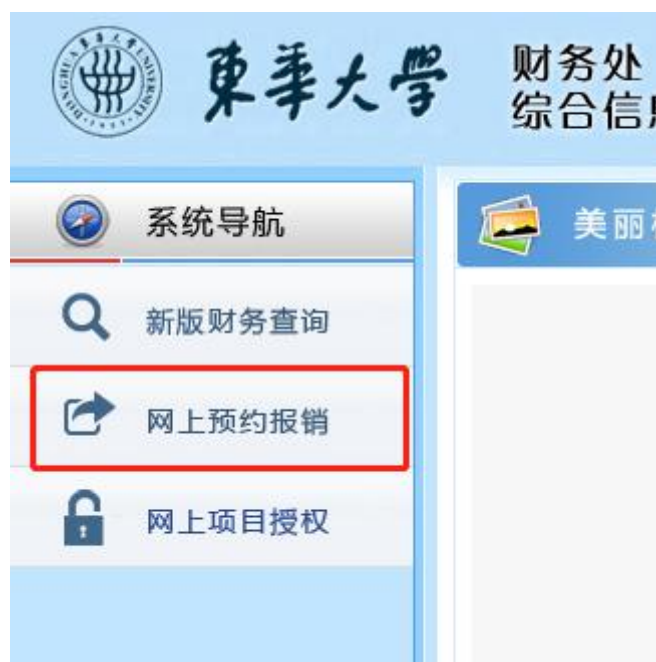 東華大學
财务处
综合信息
系统导航
美丽
新版财务查询
网上预约报销
网上项目授权